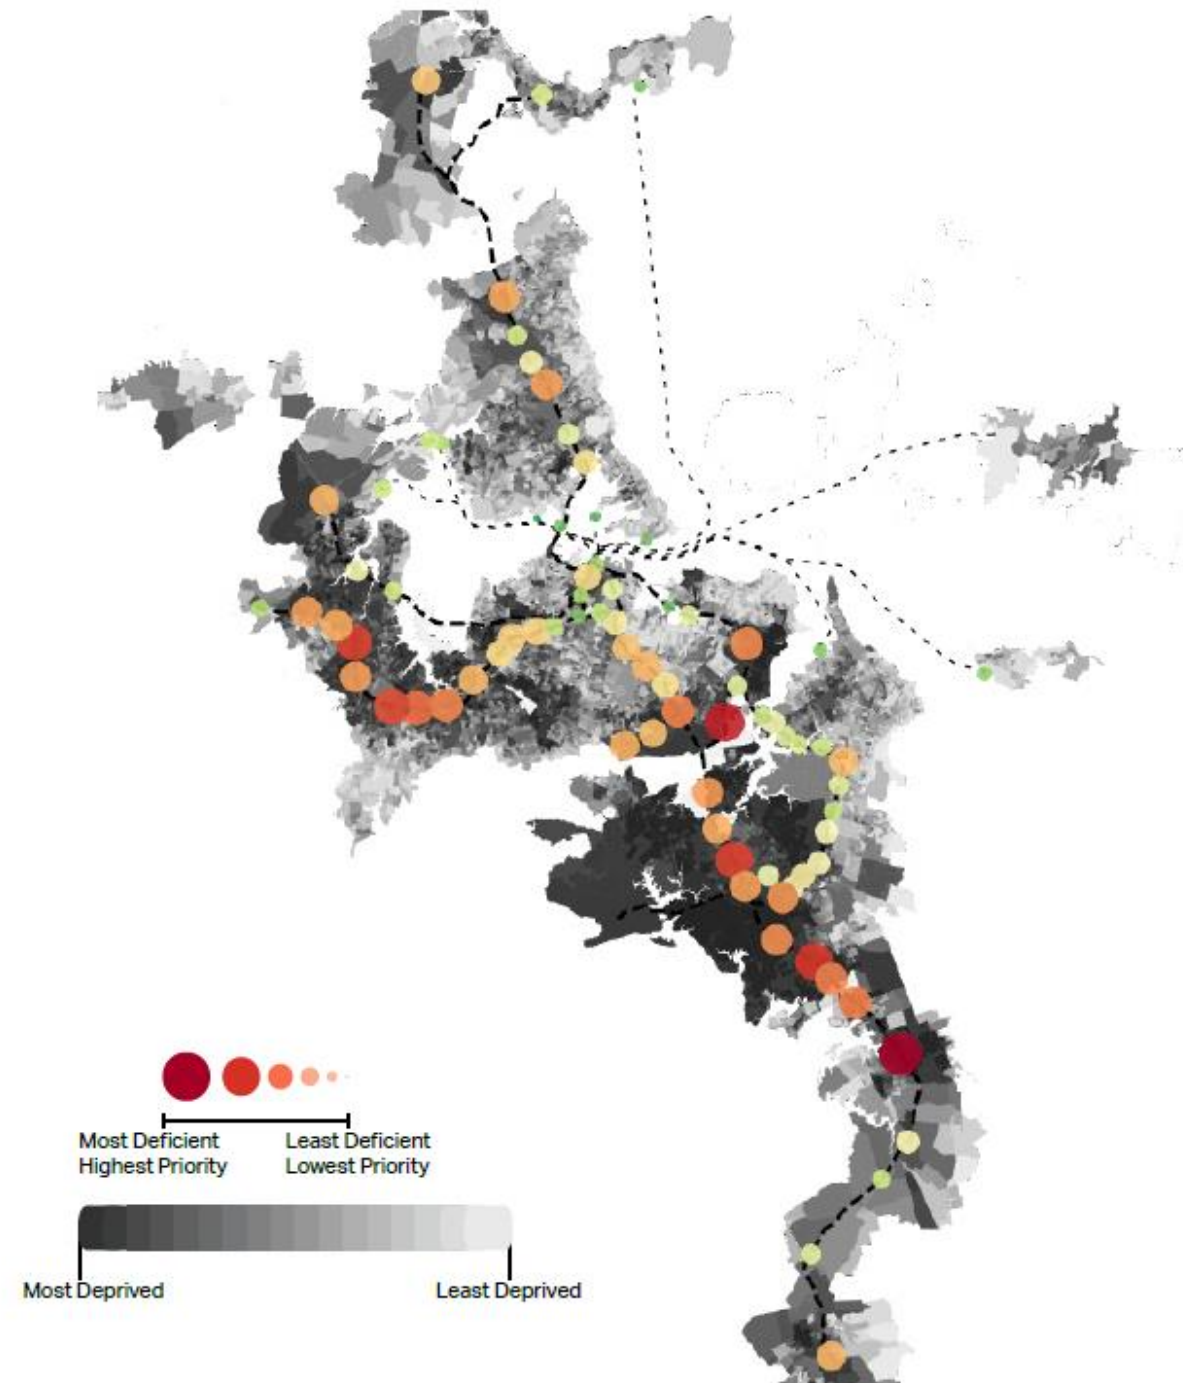 Most Deficient
Highest Priority
Least Deficient
Lowest Priority
Most Deprived
Least Deprived